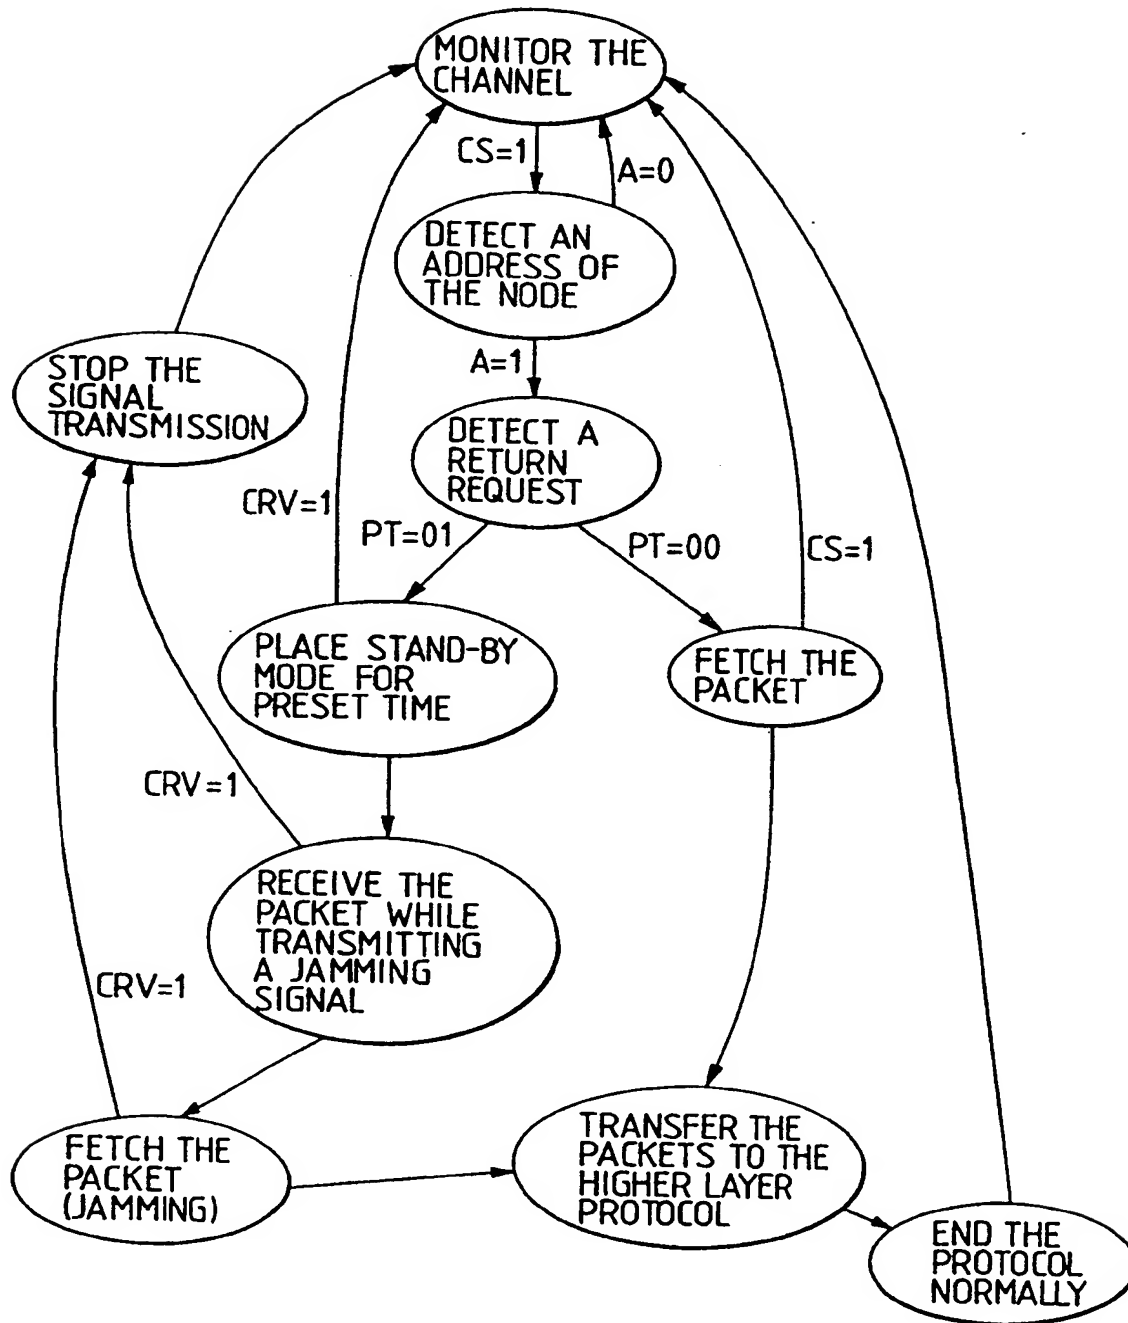 MONITOR THE
CHANNEL
CS=1
A=0
DETECT AN
ADDRESS OF
THE NODE
A=1
STOP THE
SIGNAL
TRANSMISSION
DETECT A
RETURN
REQUEST
CRV=1
PT=01
PT=00
CS=1
PLACE STAND-BY
MODE FOR
PRESET TIME
FETCH THE
PACKET
CRV=1
RECEIVE THE
PACKET WHILE
TRANSMITTING
A JAMMING
SIGNAL
CRV=1
FETCH THE
PACKET
(JAMMING)
TRANSFER THE
PACKETS TO THE
HIGHER LAYER
PROTOCOL
END THE
PROTOCOL
NORMALLY